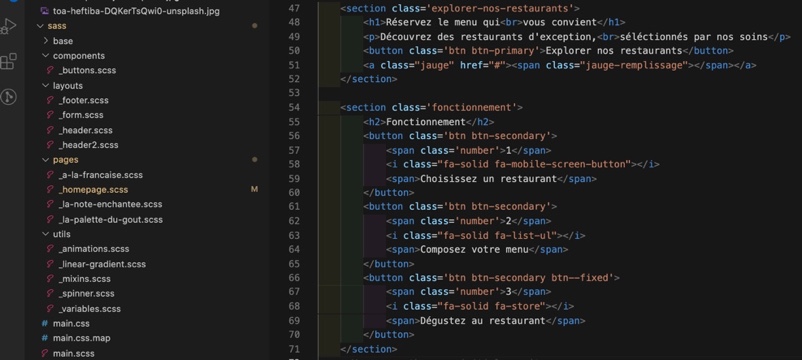 toa-heftiba-DQKerTsQwi0-unsplash.jpg
sass
base
components
_buttons.scss
layouts
_footer.scss
_form.scss
_header.scss
_header2.scss
pages
_a-la-francaise.scss
_homepage.scss M
_la-note-enchantee.scss
_la-palette-du-gout.scss
utils
_animations.scss
_linear-gradient.scss
_mixins.scss
_spinner.scss
_variables.scss
# main.css
main.css.map
main.scss
47 <section class='explorer-nos-restaurants'>
48 <h1>Réservez le menu qui<br>vous convient</h1>
49 <p>Découvrez des restaurants d'exception,<br>séléctionnés par nos soins</p>
50 <button class='btn btn-primary'>Explorer nos restaurants</button>
51 <a class="jauge" href="#"><span class="jauge-remplissage"></span></a>
52 </section>
53
54 <section class='fonctionnement'>
55 <h2>Fonctionnement</h2>
56 <button class='btn btn-secondary'>
57 <span class='number'>1</span>
58 <i class="fa-solid fa-mobile-screen-button"></i>
59 <span>Choisissez un restaurant</span>
60 </button>
61 <button class='btn btn-secondary'>
62 <span class='number'>2</span>
63 <i class="fa-solid fa-list-ul"></i>
64 <span>Composez votre menu</span>
65 </button>
66 <button class='btn btn-secondary btn--fixed'>
67 <span class='number'>3</span>
68 <i class="fa-solid fa-store"></i>
69 <span>Dégustez au restaurant</span>
70 </button>
71 </section>